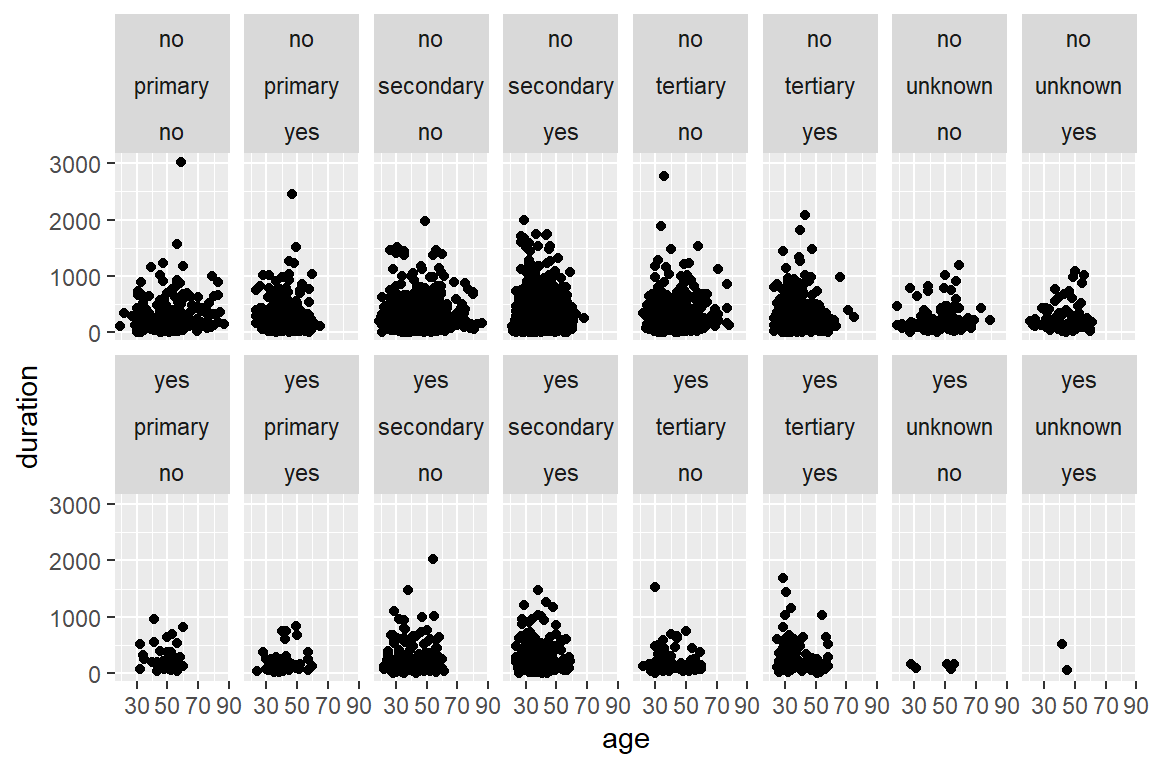 no no no no no no no no
primary primary secondary secondary tertiary tertiary unknown unknown
no yes no yes no yes no yes
3000
2000
1000
0
duration
yes yes yes yes yes yes yes yes
primary primary secondary secondary tertiary tertiary unknown unknown
no yes no yes no yes no yes
3000
2000
1000
0
30 50 70 90 30 50 70 90 30 50 70 90 30 50 70 90 30 50 70 90 30 50 70 90 30 50 70 90 30 50 70 90
age